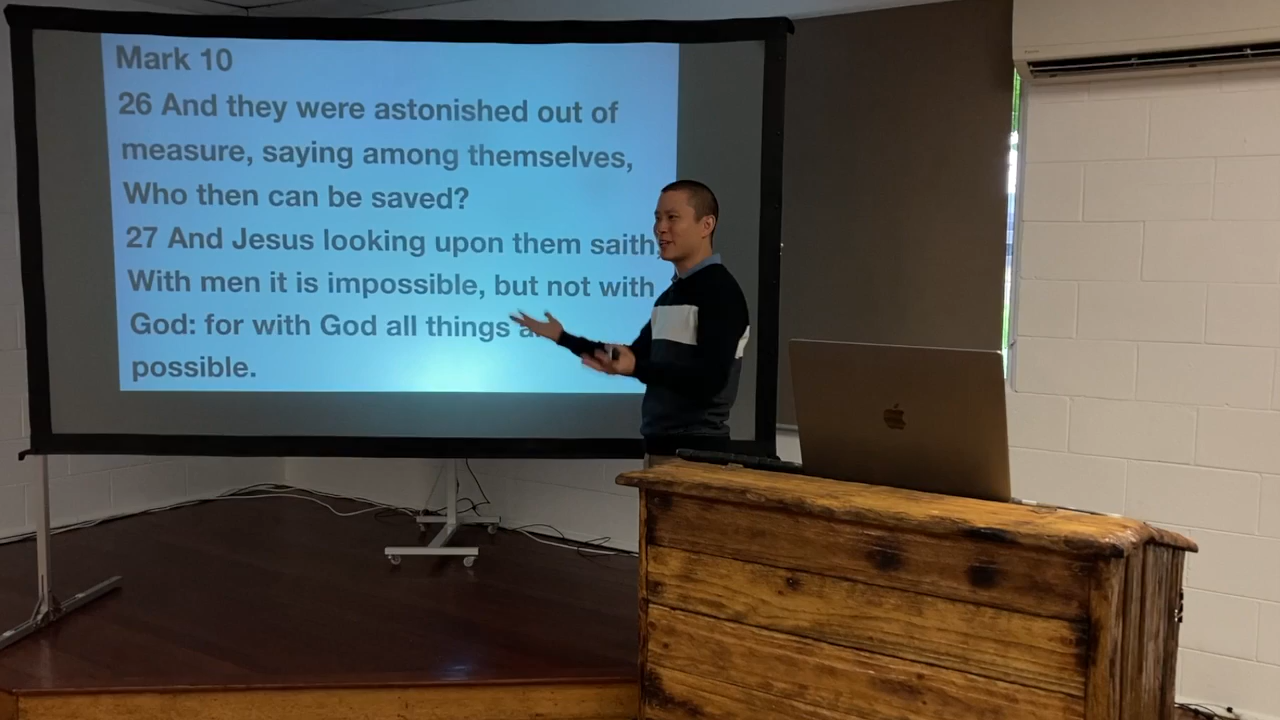 Mark 10
26 And they were astonished out of
measure, saying among themselves,
Who then can be saved?
27 And Jesus looking upon them saith,
With men it is impossible, but not with
God: for with God all things
possible.